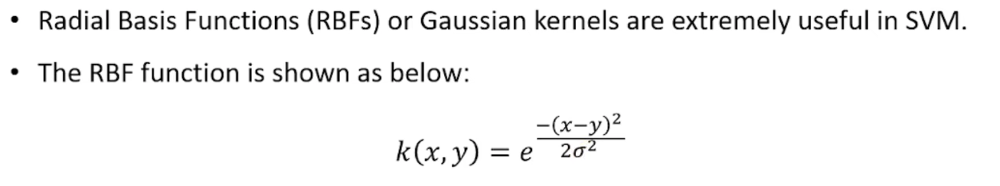 • Radial Basis Functions (RBFs) or Gaussian kernels are extremely useful in SVM.
• The RBF function is shown as below:
k(x, y) = e^{\frac{-(x-y)^2}{2σ^2}}